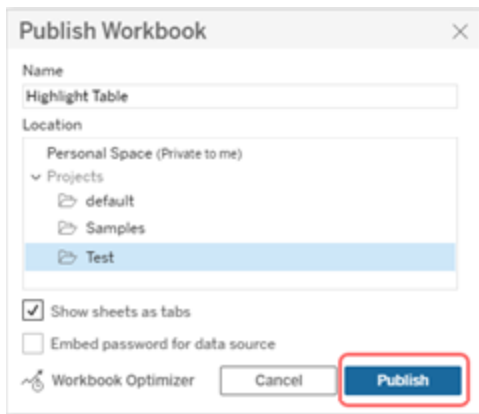 Publish Workbook
Name
Highlight Table
Location
Personal Space (Private to me)
Projects
default
Samples
Test
Show sheets as tabs
Embed password for data source
Workbook Optimizer Cancel Publish